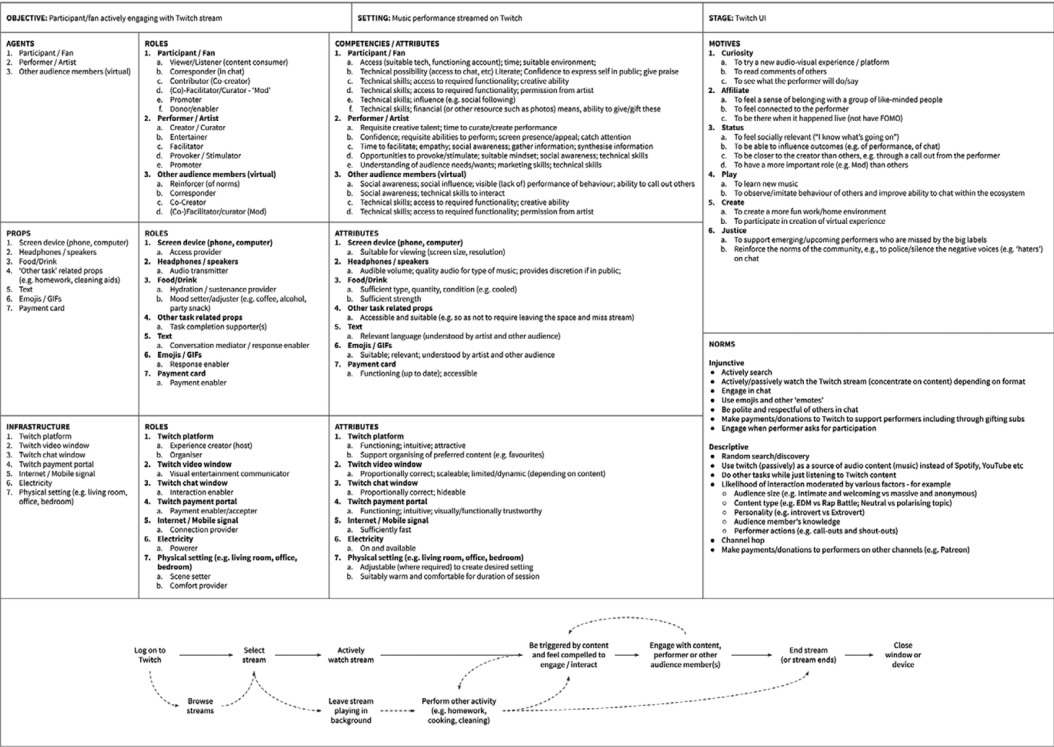 OBJECTIVE: Participant/fan actively engaging with Twitch stream
SETTING: Music performance streamed on Twitch
STAGE: Twitch UI
AGENTS
1. Participant / Fan
2. Performer / Artist
3. Other audience members (virtual)
ROLES
1. Participant / Fan
a. Viewer/Listener (content consumer)
b. Corresponder (in chat)
c. Contributor (Co-creator)
d. (Co)-Facilitator/Curator - 'Mod'
e. Promoter
f. Donor/enabler
2. Performer / Artist
a. Creator / Curator
b. Entertainer
c. Facilitator
d. Provoker / Stimulator
e. Promoter
3. Other audience members (virtual)
a. Reinforcer (of norms)
b. Corresponder
c. Co-Creator
d. (Co-)Facilitator/curator (Mod)
COMPETENCIES / ATTRIBUTES
1. Participant / Fan
a. Access (suitable tech, functioning account); time; suitable environment;
b. Technical possibility (access to chat, etc) Literate; Confidence to express self in public; give praise
c. Technical skills; access to required functionality; creative ability
d. Technical skills; access to required functionality; permission from artist
e. Technical skills; influence (e.g. social following)
f. Technical skills; financial (or other resource such as photos) means, ability to give/gift these
2. Performer / Artist
a. Requisite creative talent; time to curate/create performance
b. Confidence; requisite abilities to perform; screen presence/appeal; catch attention
c. Time to facilitate; empathy; social awareness; gather information; synthesise information
d. Opportunities to provoke/stimulate; suitable mindset; social awareness; technical skills
e. Understanding of audience needs/wants; marketing skills; technical skills
3. Other audience members (virtual)
a. Social awareness; social influence; visible (lack of) performance of behaviour; ability to call out others
b. Social awareness; technical skills to interact
c. Technical skills; access to required functionality; creative ability
d. Technical skills; access to required functionality; permission from artist
MOTIVES
1. Curiosity
a. To try a new audio-visual experience / platform
b. To read comments of others
c. To see what the performer will do/say
2. Affiliate
a. To feel a sense of belonging with a group of like-minded people
b. To feel connected to the performer
c. To be there when it happened live (not have FOMO)
3. Status
a. To feel socially relevant ("I know what's going on")
b. To be able to influence outcomes (e.g. of performance, of chat)
c. To be closer to the creator than others, e.g. through a call out from the performer
d. To have a more important role (e.g. Mod) than others
4. Play
a. To learn new music
b. To observe/imitate behaviour of others and improve ability to chat within the ecosystem
5. Create
a. To create a more fun work/home environment
b. To participate in creation of virtual experience
6. Justice
a. To support emerging/upcoming performers who are missed by the big labels
b. Reinforce the norms of the community, e.g., to police/silence the negative voices (e.g. 'haters')
on chat
PROPS
1. Screen device (phone, computer)
2. Headphones / speakers
3. Food/Drink
4. 'Other task' related props
(e.g. homework, cleaning aids)
5. Text
6. Emojis / GIFs
7. Payment card
ROLES
1. Screen device (phone, computer)
a. Access provider
2. Headphones / speakers
a. Audio transmitter
3. Food/Drink
a. Hydration / sustenance provider
b. Mood setter/adjuster (e.g. coffee, alcohol,
party snack)
4. Other task related props
a. Task completion supporter(s)
5. Text
a. Conversation mediator / response enabler
6. Emojis / GIFs
a. Response enabler
7. Payment card
a. Payment enabler
ATTRIBUTES
1. Screen device (phone, computer)
a. Suitable for viewing (screen size, resolution)
2. Headphones / speakers
a. Audible volume; quality audio for type of music; provides discretion if in public;
3. Food/Drink
a. Sufficient type, quantity, condition (e.g. cooled)
b. Sufficient strength
4. Other task related props
a. Accessible and suitable (e.g. so as not to require leaving the space and miss stream)
5. Text
a. Relevant language (understood by artist and other audience)
6. Emojis / GIFs
a. Suitable; relevant; understood by artist and other audience
7. Payment card
a. Functioning (up to date); accessible
NORMS
Injunctive
● Actively search
● Actively/passively watch the Twitch stream (concentrate on content) depending on format
● Engage in chat
● Use emojis and other 'emotes'
● Be polite and respectful of others in chat
● Make payments/donations to Twitch to support performers including through gifting subs
● Engage when performer asks for participation
Descriptive
● Random search/discovery
● Use twitch (passively) as a source of audio content (music) instead of Spotify, YouTube etc
● Do other tasks while just listening to Twitch content
● Likelihood of Interaction moderated by various factors - for example
○ Audience size (e.g. Intimate and welcoming vs massive and anonymous)
○ Content type (e.g. EDM vs Rap Battle; Neutral vs polarising topic)
○ Personality (e.g. introvert vs Extrovert)
○ Audience member's knowledge
○ Performer actions (e.g. call-outs and shout-outs)
● Channel hop
● Make payments/donations to performers on other channels (e.g. Patreon)
INFRASTRUCTURE
1. Twitch platform
2. Twitch video window
3. Twitch chat window
4. Twitch payment portal
5. Internet / Mobile signal
6. Electricity
7. Physical setting (e.g. living room,
office, bedroom)
ROLES
1. Twitch platform
a. Experience creator (host)
b. Organiser
2. Twitch video window
a. Visual entertainment communicator
3. Twitch chat window
a. Interaction enabler
4. Twitch payment portal
a. Payment enabler/accepter
5. Internet / Mobile signal
a. Connection provider
6. Electricity
a. Powerer
7. Physical setting (e.g. living room, office,
bedroom)
a. Scene setter
b. Comfort provider
ATTRIBUTES
1. Twitch platform
a. Functioning; intuitive; attractive
b. Support organising of preferred content (e.g. favourites)
2. Twitch video window
a. Proportionally correct; scaleable; limited/dynamic (depending on content)
3. Twitch chat window
a. Proportionally correct; hideable
4. Twitch payment portal
a. Functioning; intuitive; visually/functionally trustworthy
5. Internet / Mobile signal
a. Sufficiently fast
6. Electricity
a. On and available
7. Physical setting (e.g. living room, office, bedroom)
a. Adjustable (where required) to create desired setting
b. Suitably warm and comfortable for duration of session
Log on to
Twitch
Select
stream
Actively
watch stream
Be triggered by content
and feel compelled to
engage / interact
Engage with content,
performer or other
audience member(s)
End stream
(or stream ends)
Close
window or
device
Browse
streams
Leave stream
playing in
background
Perform other activity
(e.g. homework,
cooking, cleaning)